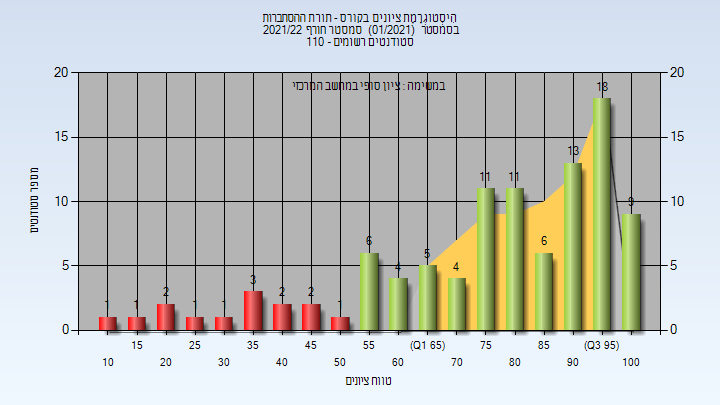 היסטוגרמת ציונים בקורס - תורת ההסתברות
בסמסטר (01/2021) סמסטר חורף 2021/22
סטודנטים רשומים - 110
במשימה : ציון סופי במחשב המרכזי
מספר סטודנטים
20 20
15 15
10 10
5 5
0 0
1 1 2 1 1 3 2 2 1 6 4 5 4 11 11 6 13 18 9
15 25 35 45 55 (Q1 65) 75 85 (Q3 95)
10 20 30 40 50 60 70 80 90 100
טווח ציונים